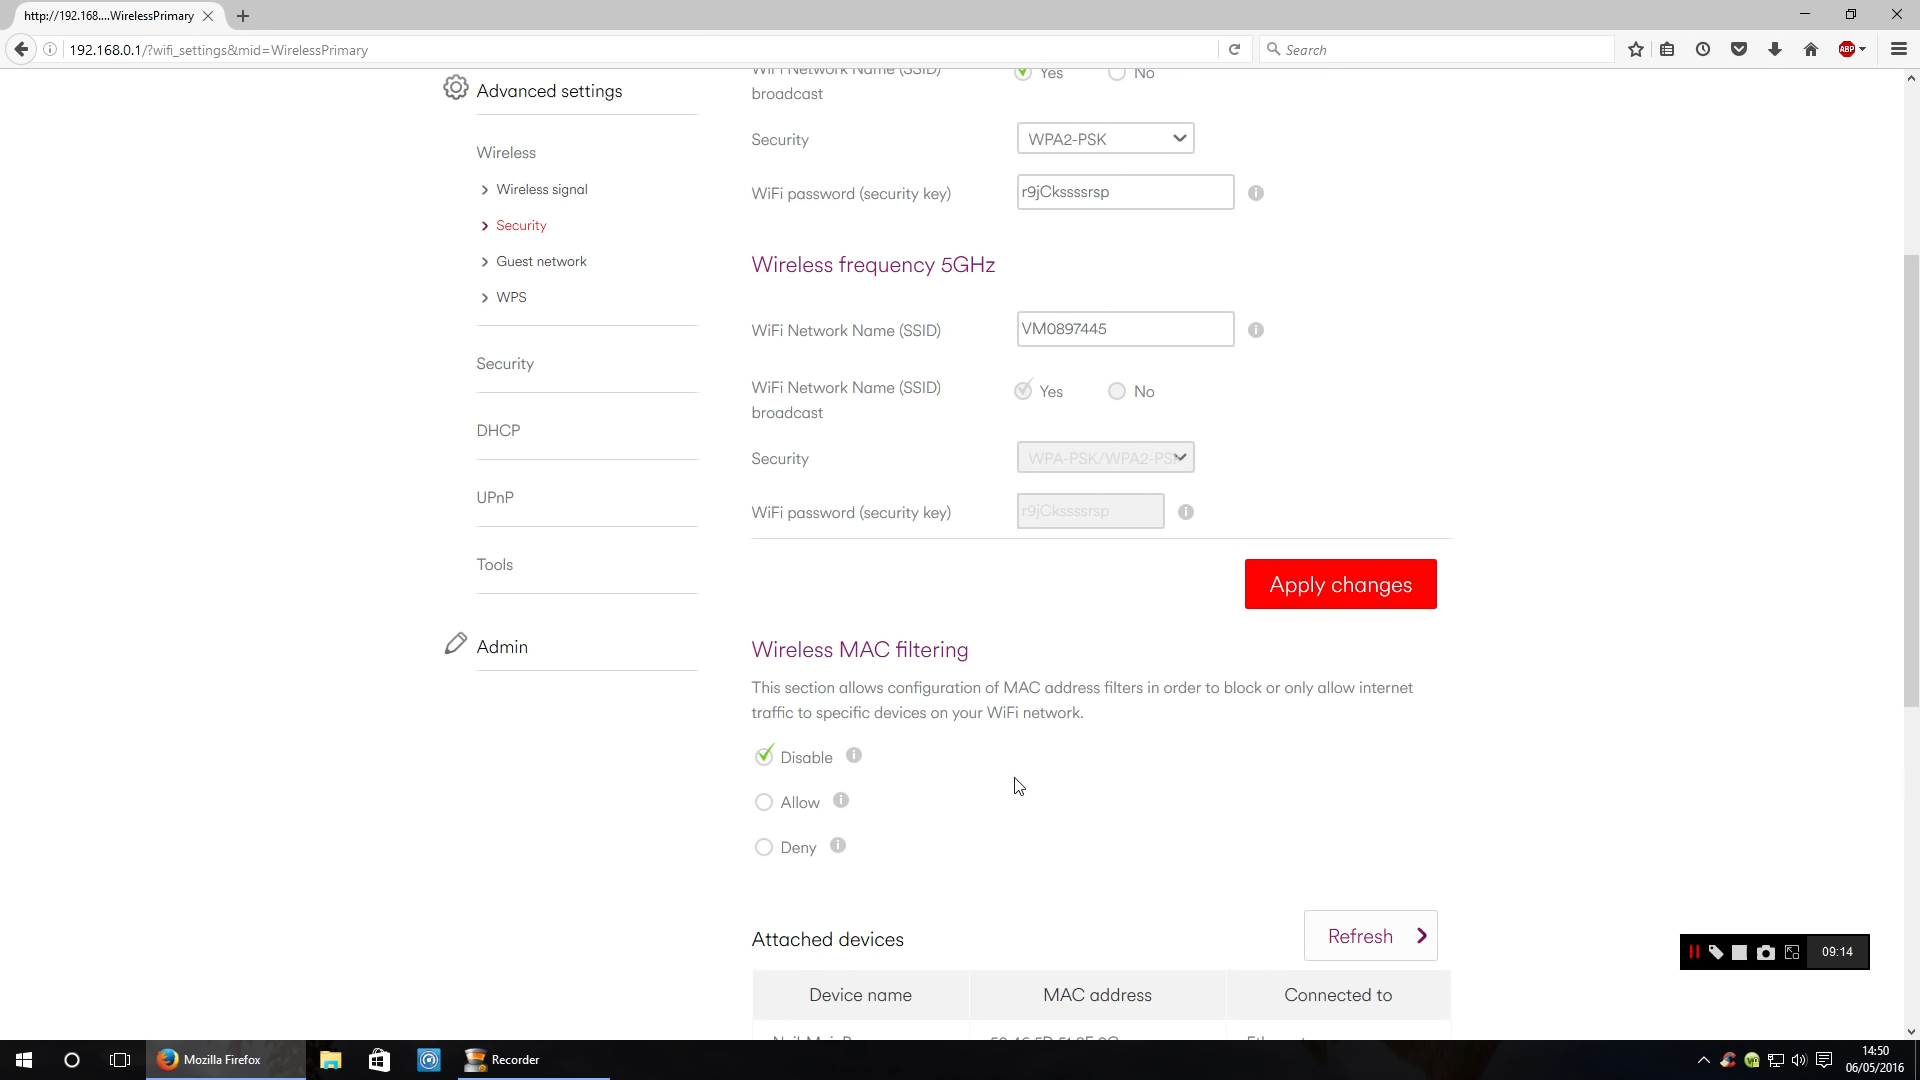 http://192.168....WirelessPrimary
192.168.0.1/?wifi_settings&mid=WirelessPrimary
Search
ABP
Advanced settings
Wireless
Wireless signal
Security
Guest network
WPS
Security
DHCP
UPnP
Tools
Admin
WiFi Network Name (SSID)
broadcast
Yes
No
Security
WPA2-PSK
WiFi password (security key)
r9jCkssssrsp
Wireless frequency 5GHz
WiFi Network Name (SSID)
VM0897445
WiFi Network Name (SSID)
broadcast
Yes
No
Security
WPA-PSK/WPA2-PS
WiFi password (security key)
r9jCkssssrsp
Apply changes
Wireless MAC filtering
This section allows configuration of MAC address filters in order to block or only allow internet
traffic to specific devices on your WiFi network.
Disable
Allow
Deny
Attached devices
Refresh
Device name
MAC address
Connected to
09:14
Mozilla Firefox
Recorder
14:50
06/05/2016